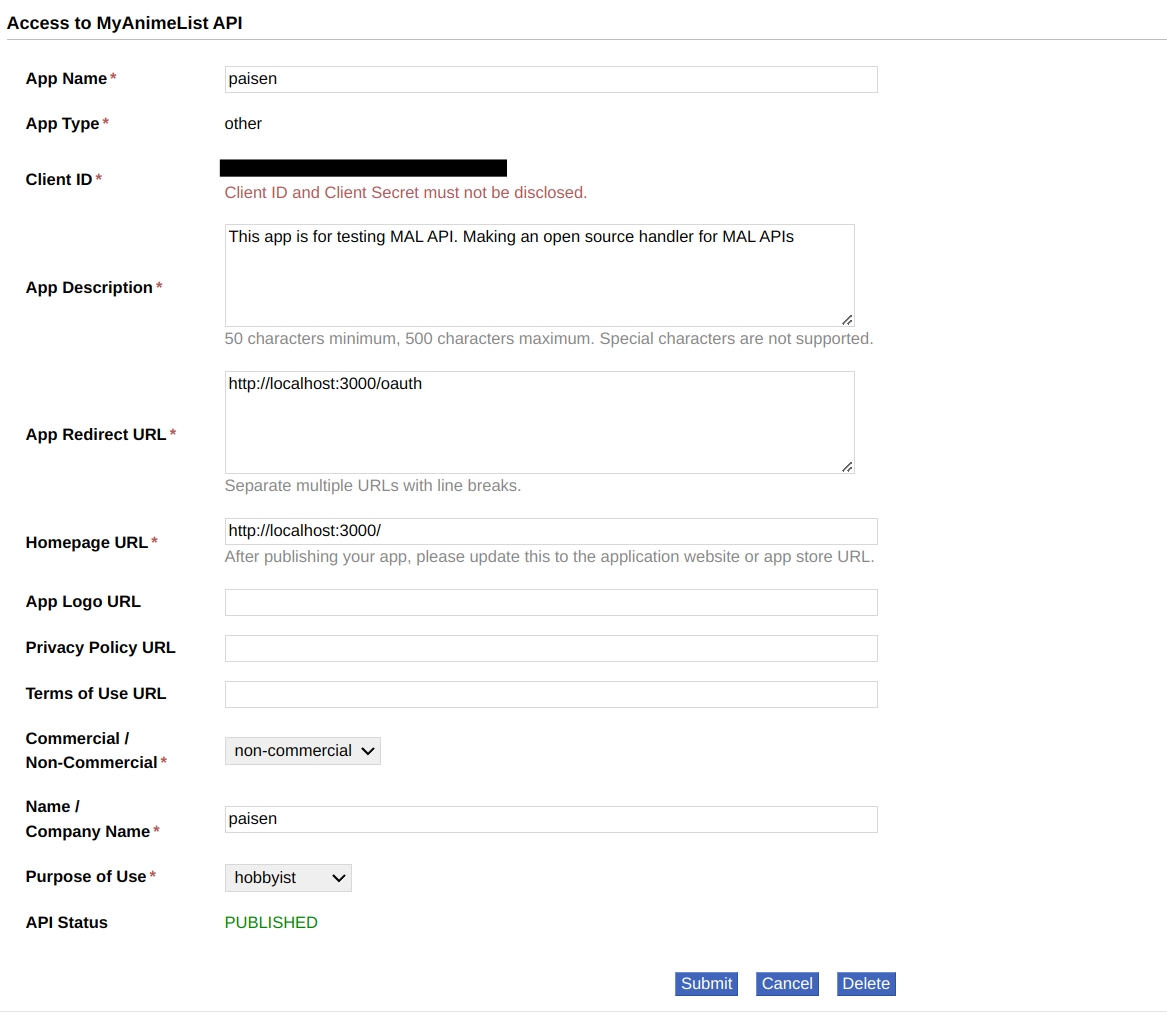 Access to MyAnimeList API
App Name *
paisen
App Type *
other
Client ID *
Client ID and Client Secret must not be disclosed.
App Description *
This app is for testing MAL API. Making an open source handler for MAL APIs
50 characters minimum, 500 characters maximum. Special characters are not supported.
App Redirect URL *
http://localhost:3000/oauth
Separate multiple URLs with line breaks.
Homepage URL *
http://localhost:3000/
After publishing your app, please update this to the application website or app store URL.
App Logo URL
Privacy Policy URL
Terms of Use URL
Commercial /
Non-Commercial *
non-commercial
Name /
Company Name *
paisen
Purpose of Use *
hobbyist
API Status
PUBLISHED
Submit Cancel Delete